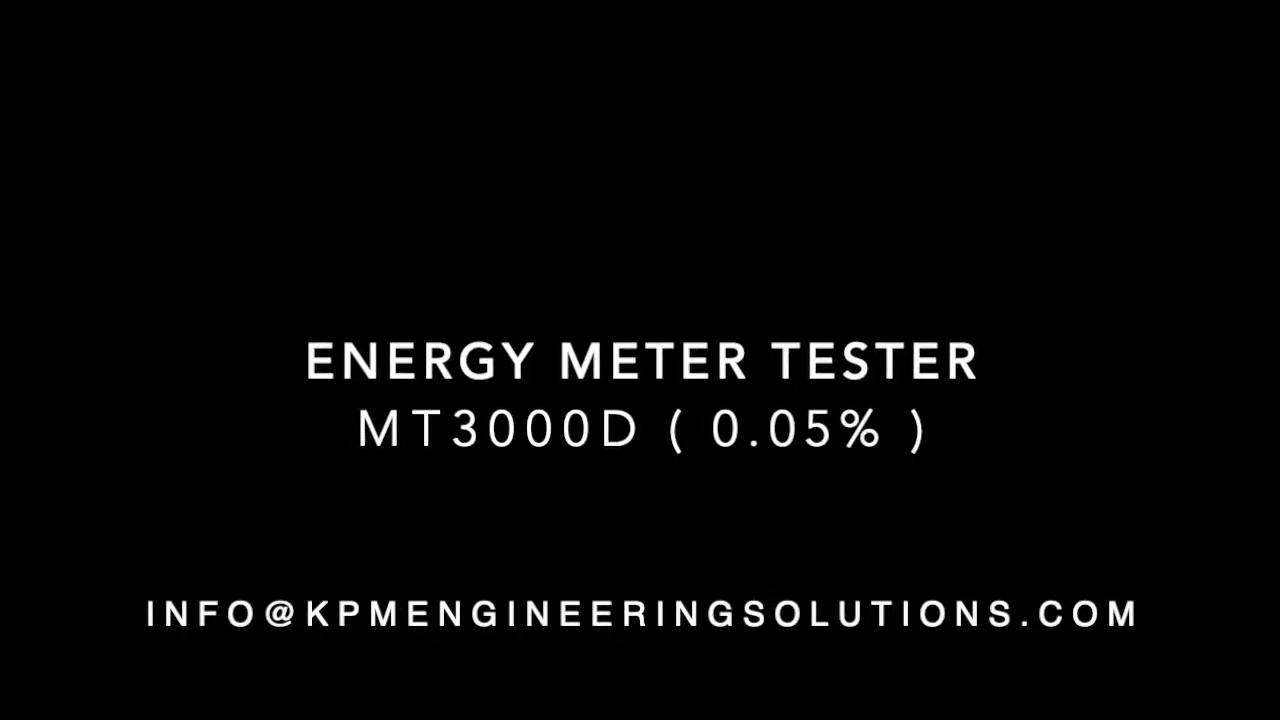 ENERGY METER TESTER
MT3000D ( 0.05% )
INFO@KPMENGINEERINGSOLUTIONS.COM